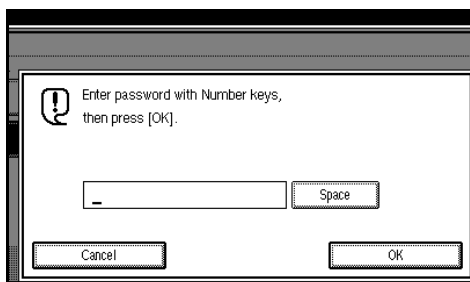 Enter password with Number keys,
then press [OK].
Space
Cancel
OK